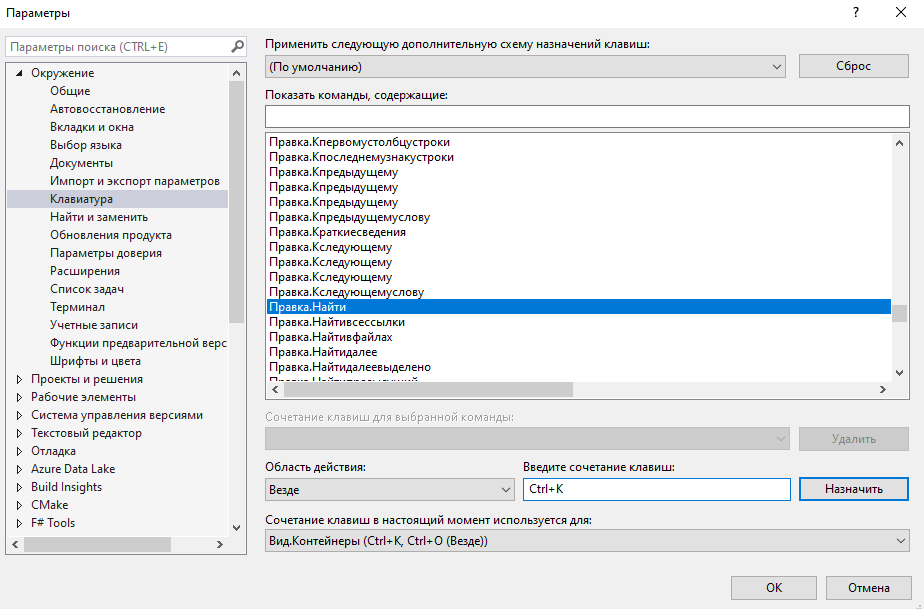 Параметры
?
Параметры поиска (CTRL+E)
Окружение
Общие
Автовосстановление
Вкладки и окна
Выбор языка
Документы
Импорт и экспорт параметров
Клавиатура
Найти и заменить
Обновления продукта
Параметры доверия
Расширения
Список задач
Терминал
Учетные записи
Функции предварительной верс
Шрифты и цвета
Проекты и решения
Рабочие элементы
Система управления версиями
Текстовый редактор
Отладка
Azure Data Lake
Build Insights
CMake
F# Tools
Применить следующую дополнительную схему назначений клавиш:
(По умолчанию)
Сброс
Показать команды, содержащие:
Правка.Кпервомустолбцустроки
Правка.Кпоследнемузнакустроки
Правка.Кпредыдущему
Правка.Кпредыдущему
Правка.Кпредыдущему
Правка.Кпредыдущемуслову
Правка.Краткиесведения
Правка.Кследующему
Правка.Кследующему
Правка.Кследующему
Правка.Кследующемуслову
Правка.Найти
Правка.Найтивсессылки
Правка.Найтивфайлах
Правка.Найтидалее
Правка.Найтидалеевыделено
Правка.Найтипредыдущий
Сочетание клавиш для выбранной команды:
Удалить
Область действия:
Введите сочетание клавиш:
Везде
Ctrl+K
Назначить
Сочетание клавиш в настоящий момент используется для:
Вид.Контейнеры (Ctrl+K, Ctrl+O (Везде))
ОК
Отмена